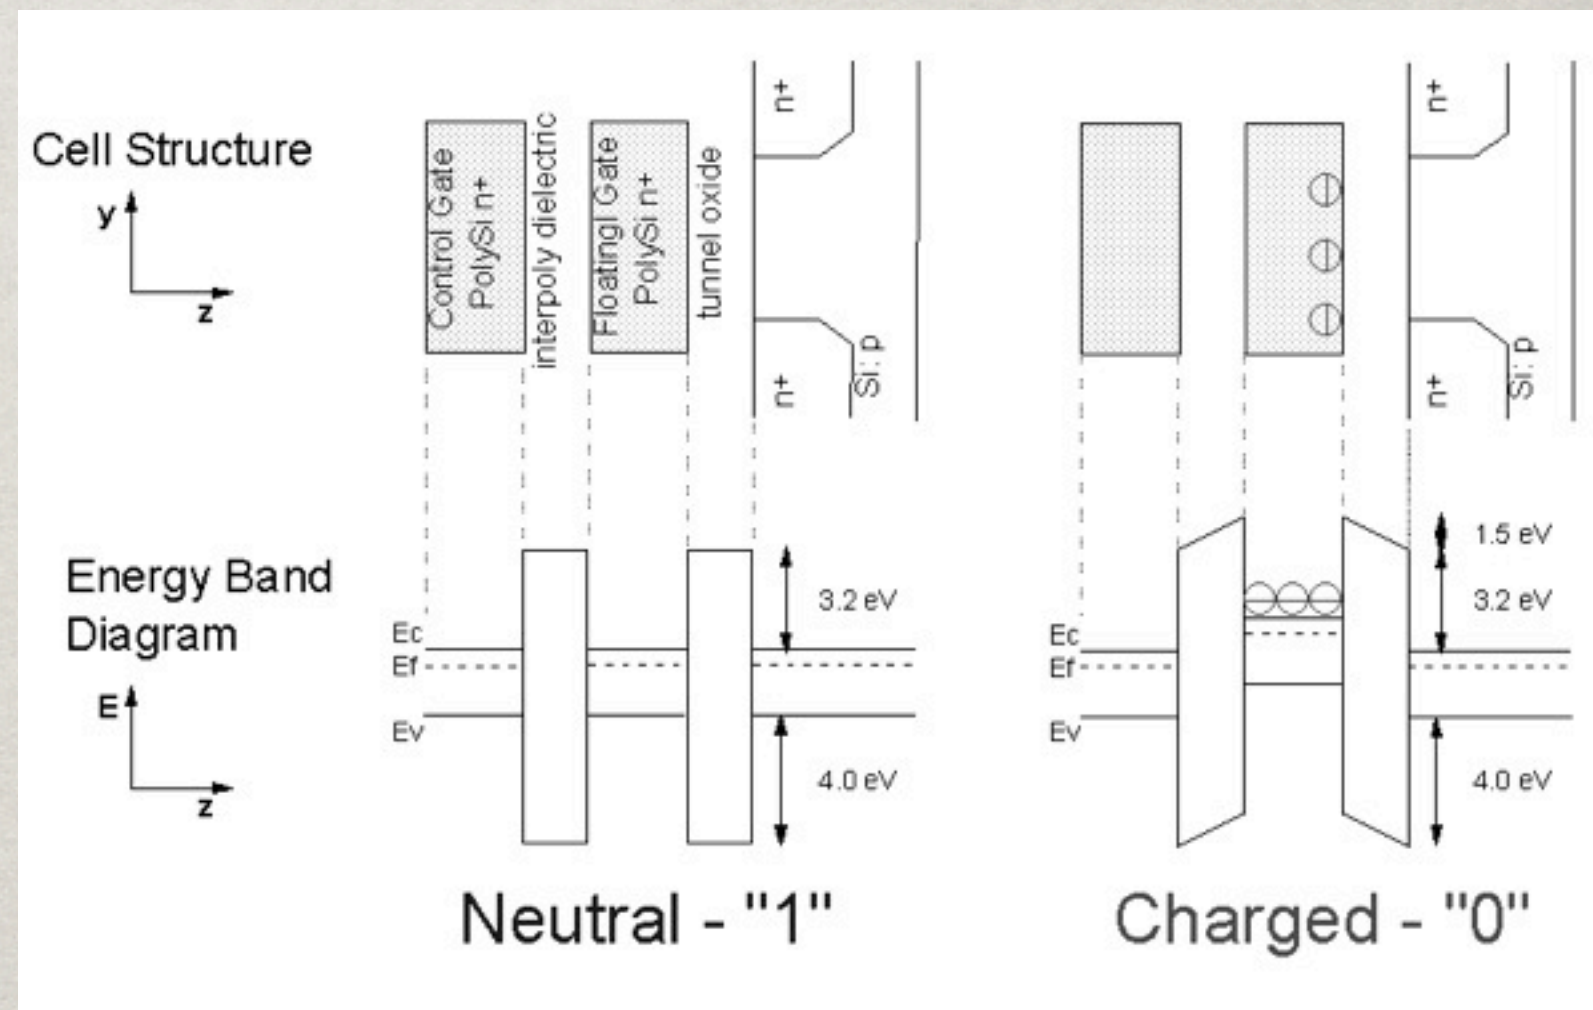 Cell Structure
y
z
Control Gate
PolySi n+
interpoly dielectric
Floatingl Gate
PolySi n+
tunnel oxide
n+
n+
Si: p
n+
n+
Si: p
Energy Band
Diagram
E
z
Ec
Ef
Ev
3.2 eV
4.0 eV
Ec
Ef
Ev
1.5 eV
3.2 eV
4.0 eV
Neutral - "1"
Charged - "0"